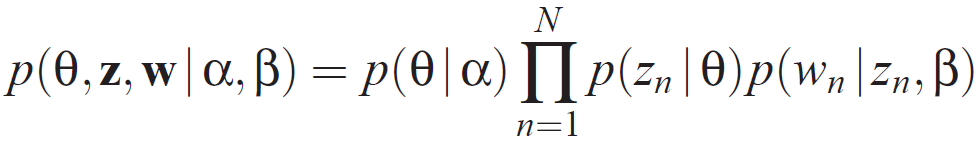 p(θ, z, w | α, β) = p(θ | α) ∏_{n=1}^{N} p(z_n | θ) p(w_n | z_n, β)